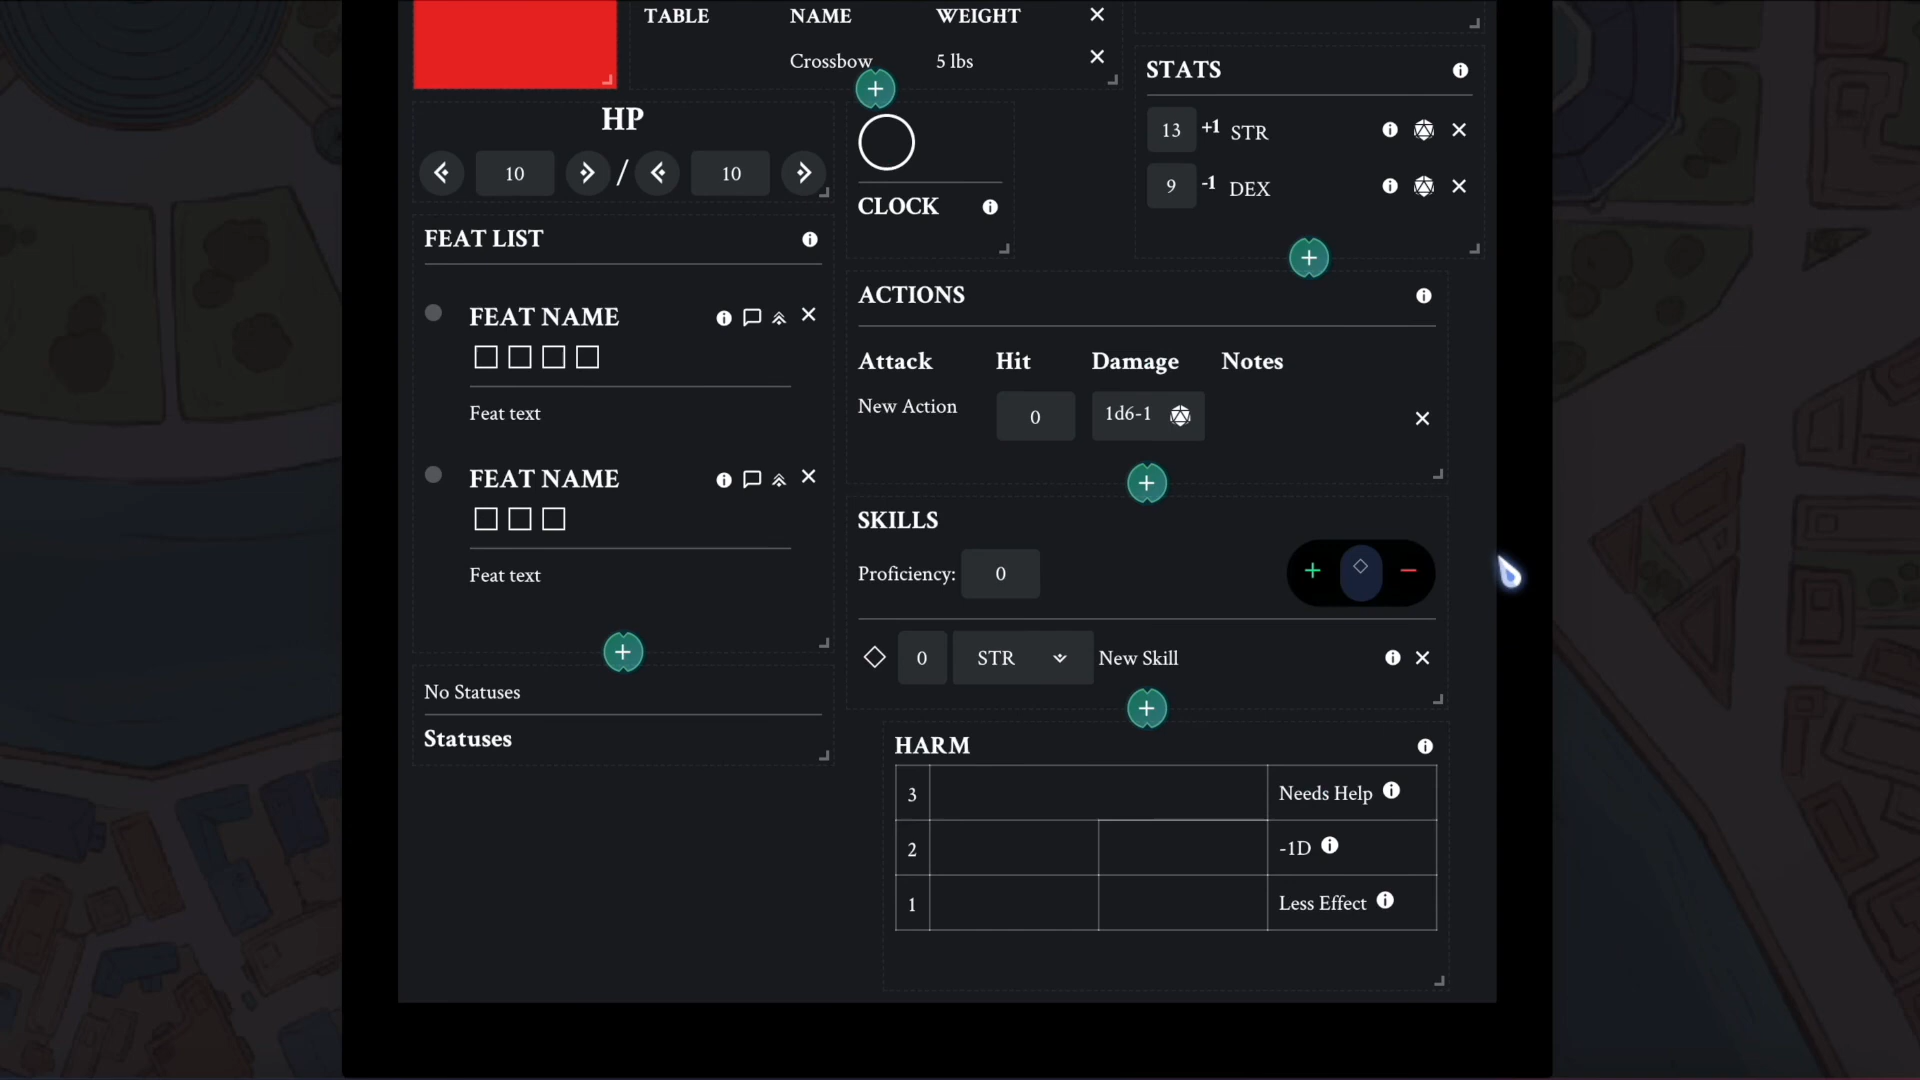 TABLE NAME WEIGHT
Crossbow 5 lbs
STATS
13 +1 STR
9 -1 DEX
HP
10 / 10
CLOCK
FEAT LIST
FEAT NAME
Feat text
FEAT NAME
Feat text
No Statuses
Statuses
ACTIONS
Attack Hit Damage Notes
New Action 0 1d6-1
SKILLS
Proficiency: 0
0 STR New Skill
HARM
3 Needs Help
2 -1D
1 Less Effect